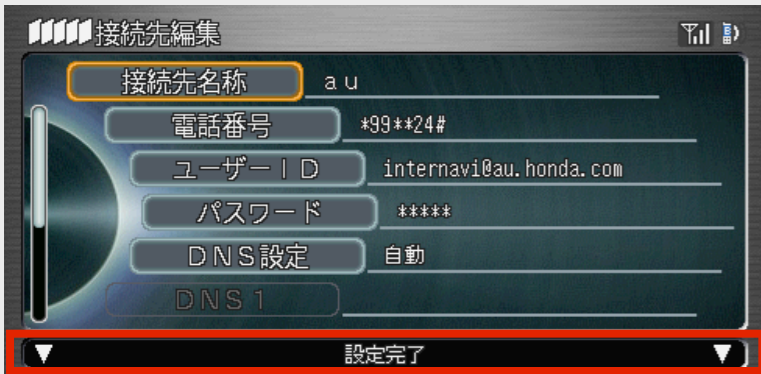 接続先編集
接続先名称 au
電話番号 *99**24#
ユーザーID internavi@au.honda.com
パスワード *****
DNS設定 自動
DNS1
▼ 設定完了 ▼